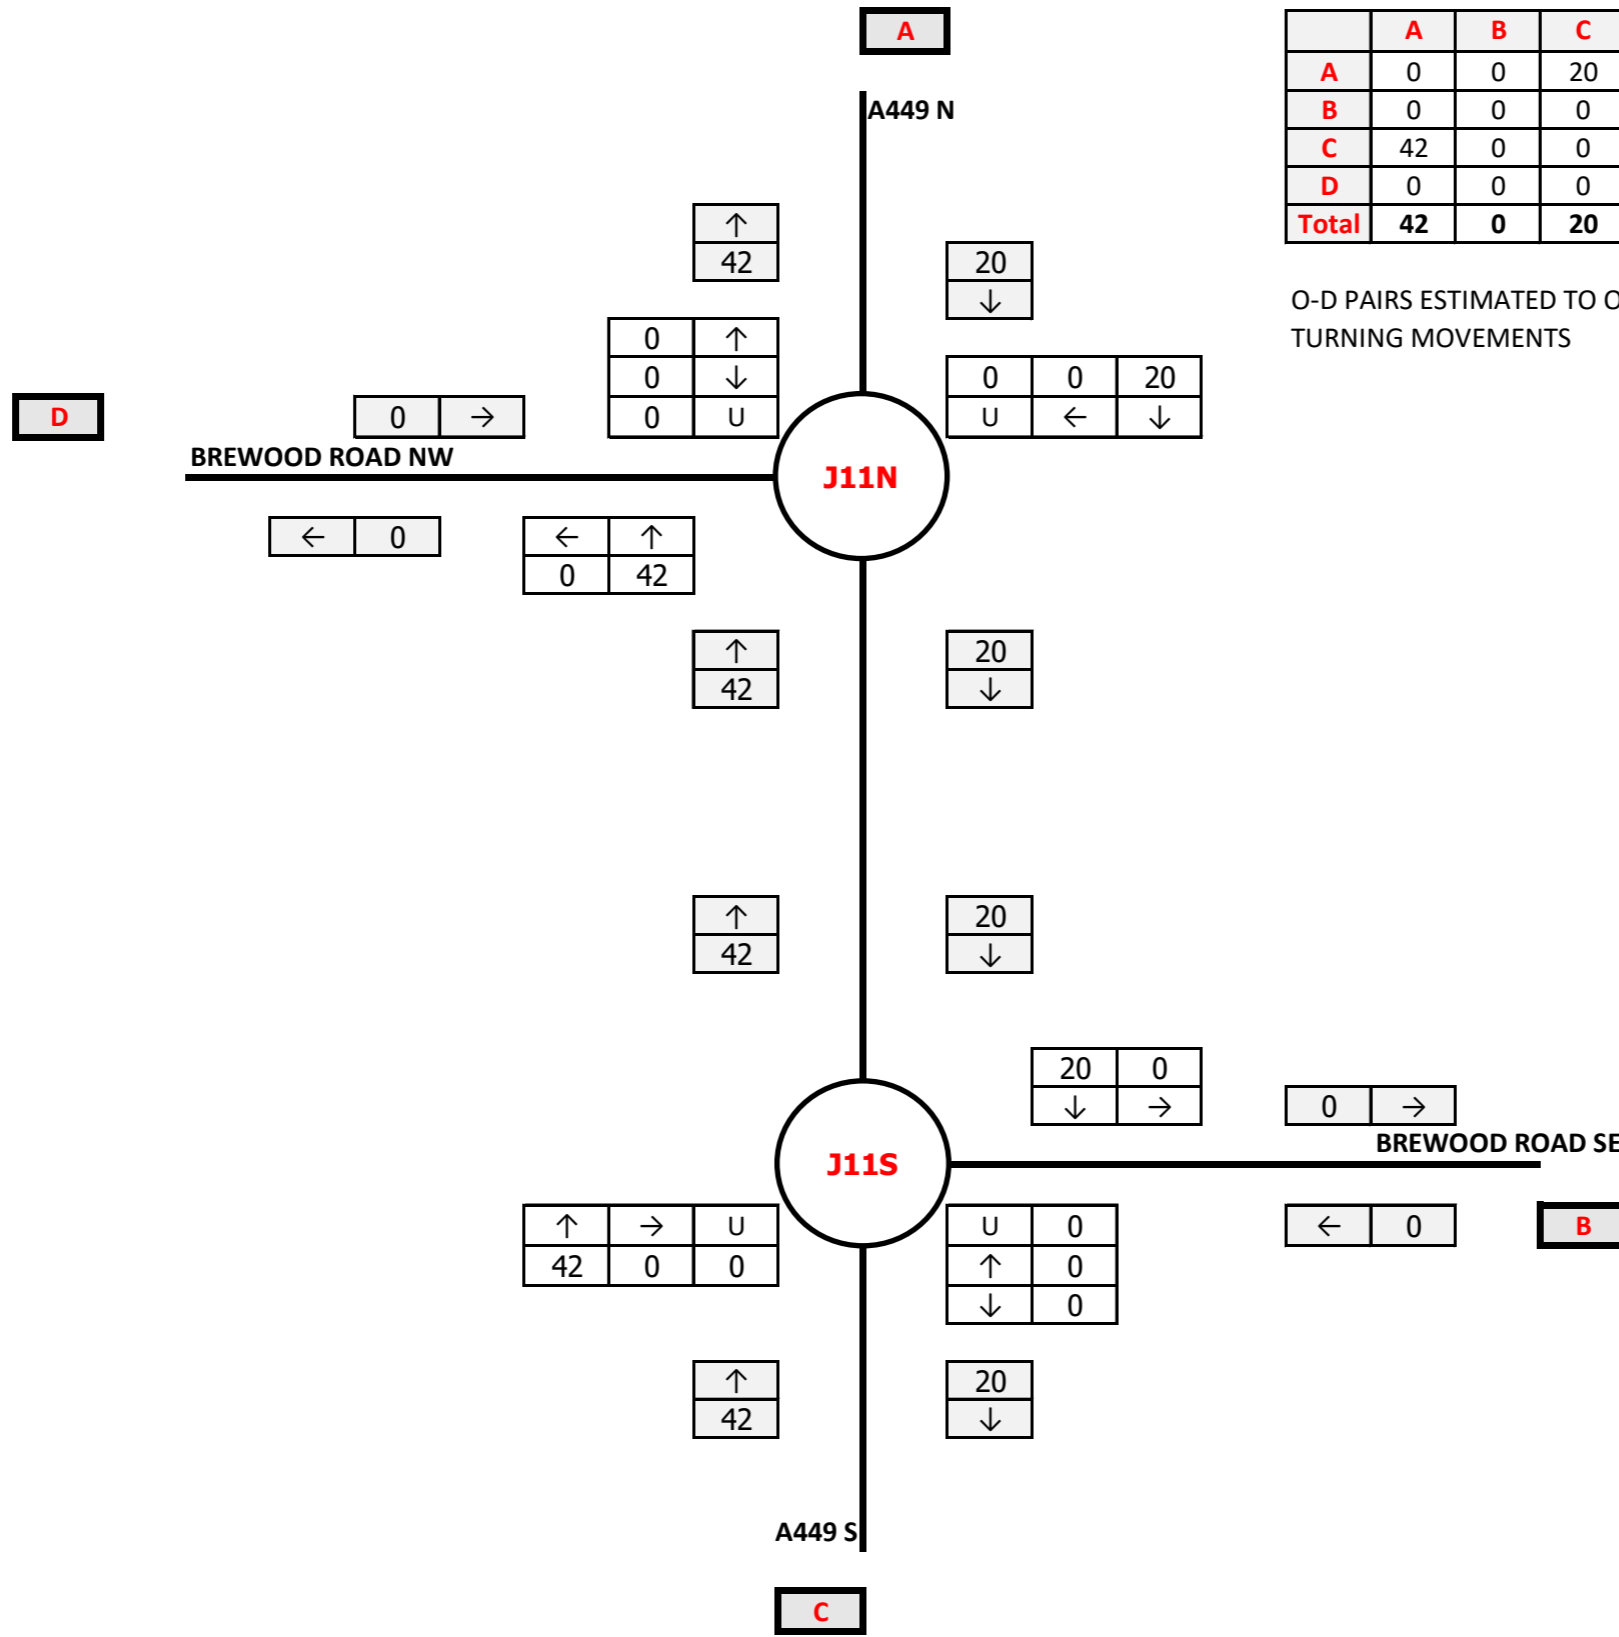 A
A B C
A 0 0 20
B 0 0 0
C 42 0 0
D 0 0 0
Total 42 0 20
A449 N
↑
42
20
↓
O-D PAIRS ESTIMATED TO O
TURNING MOVEMENTS
0 ↑
0 ↓
0 U
0 0 20
U ← ↓
D
0 →
BREWOOD ROAD NW
J11N
← 0
← ↑
0 42
↑
42
20
↓
↑
42
20
↓
20 0
↓ →
0 →
BREWOOD ROAD SE
J11S
↑ → U
42 0 0
U 0
↑ 0
↓ 0
← 0
B
↑
42
20
↓
A449 S
C